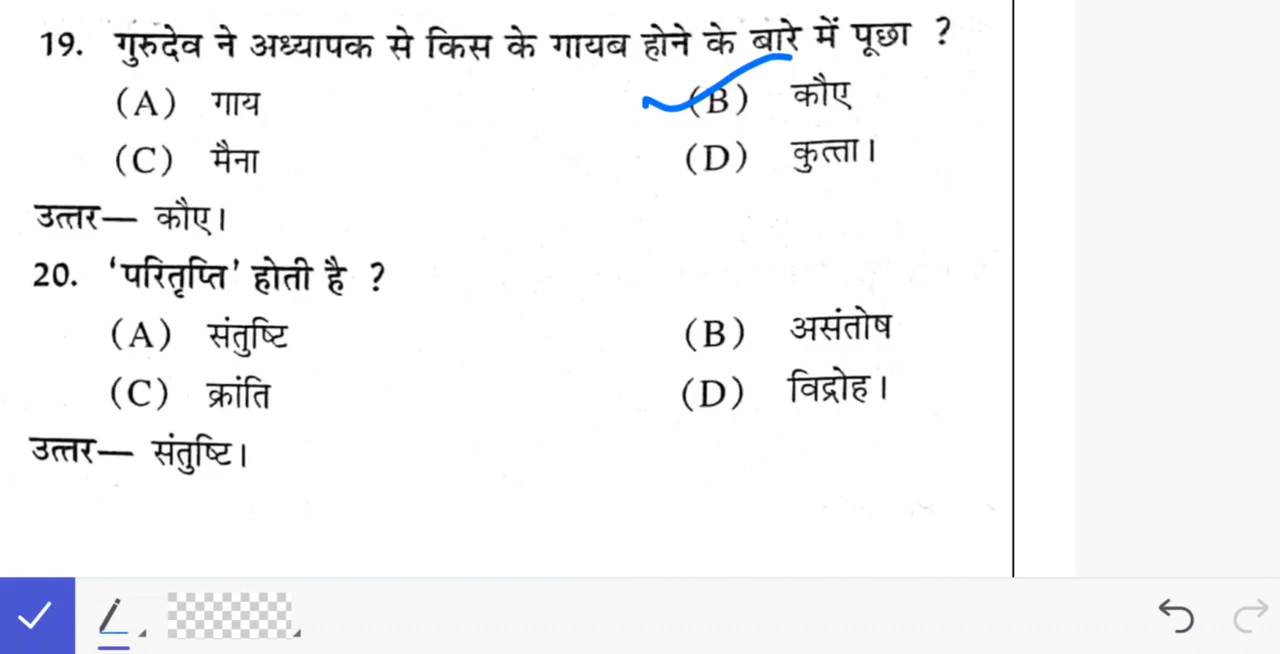 19. गुरुदेव ने अध्यापक से किस के गायब होने के बारे में पूछा ?
(A) गाय (B) कौए
(C) मैना (D) कुत्ता।
उत्तर— कौए।
20. ‘परितृप्ति’ होती है ?
(A) संतुष्टि (B) असंतोष
(C) क्रांति (D) विद्रोह।
उत्तर— संतुष्टि।